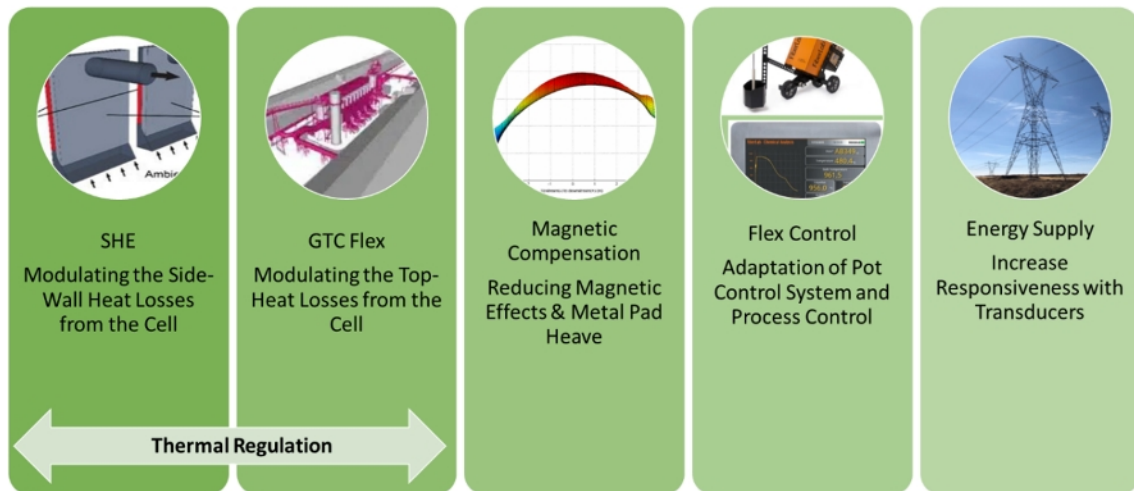 Ambie
SHE
Modulating the Side-
Wall Heat Losses
from the Cell
GTC Flex
Modulating the Top-
Heat Losses from the
Cell
Magnetic
Compensation
Reducing Magnetic
Effects & Metal Pad
Heave
Flex Control
Adaptation of Pot
Control System and
Process Control
Energy Supply
Increase
Responsiveness with
Transducers
Thermal Regulation